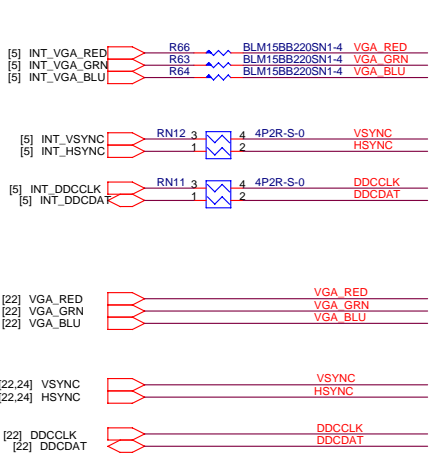 [5] INT_VGA_RED R66 BLM15BB220SN1-4 VGA_RED
[5] INT_VGA_GRN R63 BLM15BB220SN1-4 VGA_GRN
[5] INT_VGA_BLU R64 BLM15BB220SN1-4 VGA_BLU
[5] INT_VSYNC RN12 3 4 4P2R-S-0 VSYNC
[5] INT_HSYNC 1 2 HSYNC
[5] INT_DDCCLK RN11 3 4 4P2R-S-0 DDCCLK
[5] INT_DDCDAT 1 2 DDCDAT
[22] VGA_RED VGA_RED
[22] VGA_GRN VGA_GRN
[22] VGA_BLU VGA_BLU
[22,24] VSYNC VSYNC
[22,24] HSYNC HSYNC
[22] DDCCLK DDCCLK
[22] DDCDAT DDCDAT